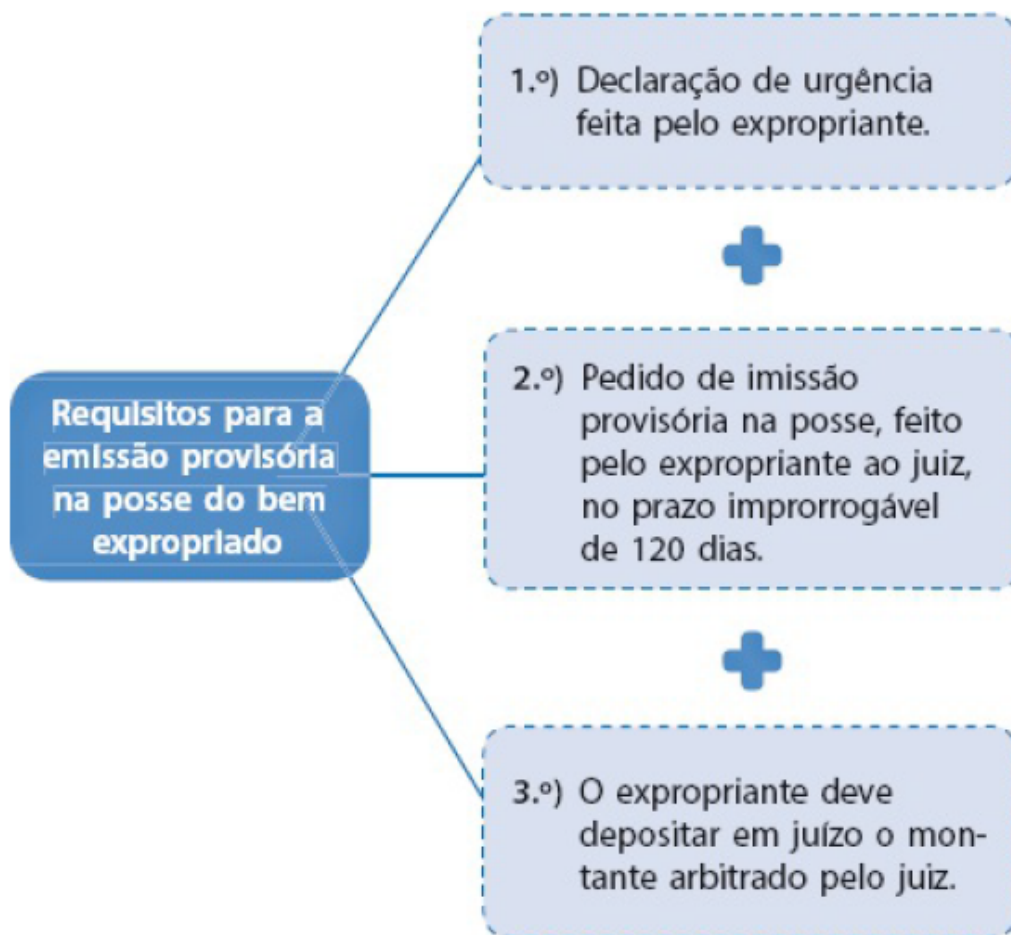 Requisitos para a
emissão provisória
na posse do bem
expropriado
1.º) Declaração de urgência
feita pelo expropriante.
2.º) Pedido de imissão
provisória na posse, feito
pelo expropriante ao juiz,
no prazo improrrogável
de 120 dias.
3.º) O expropriante deve
depositar em juízo o mon-
tante arbitrado pelo juiz.